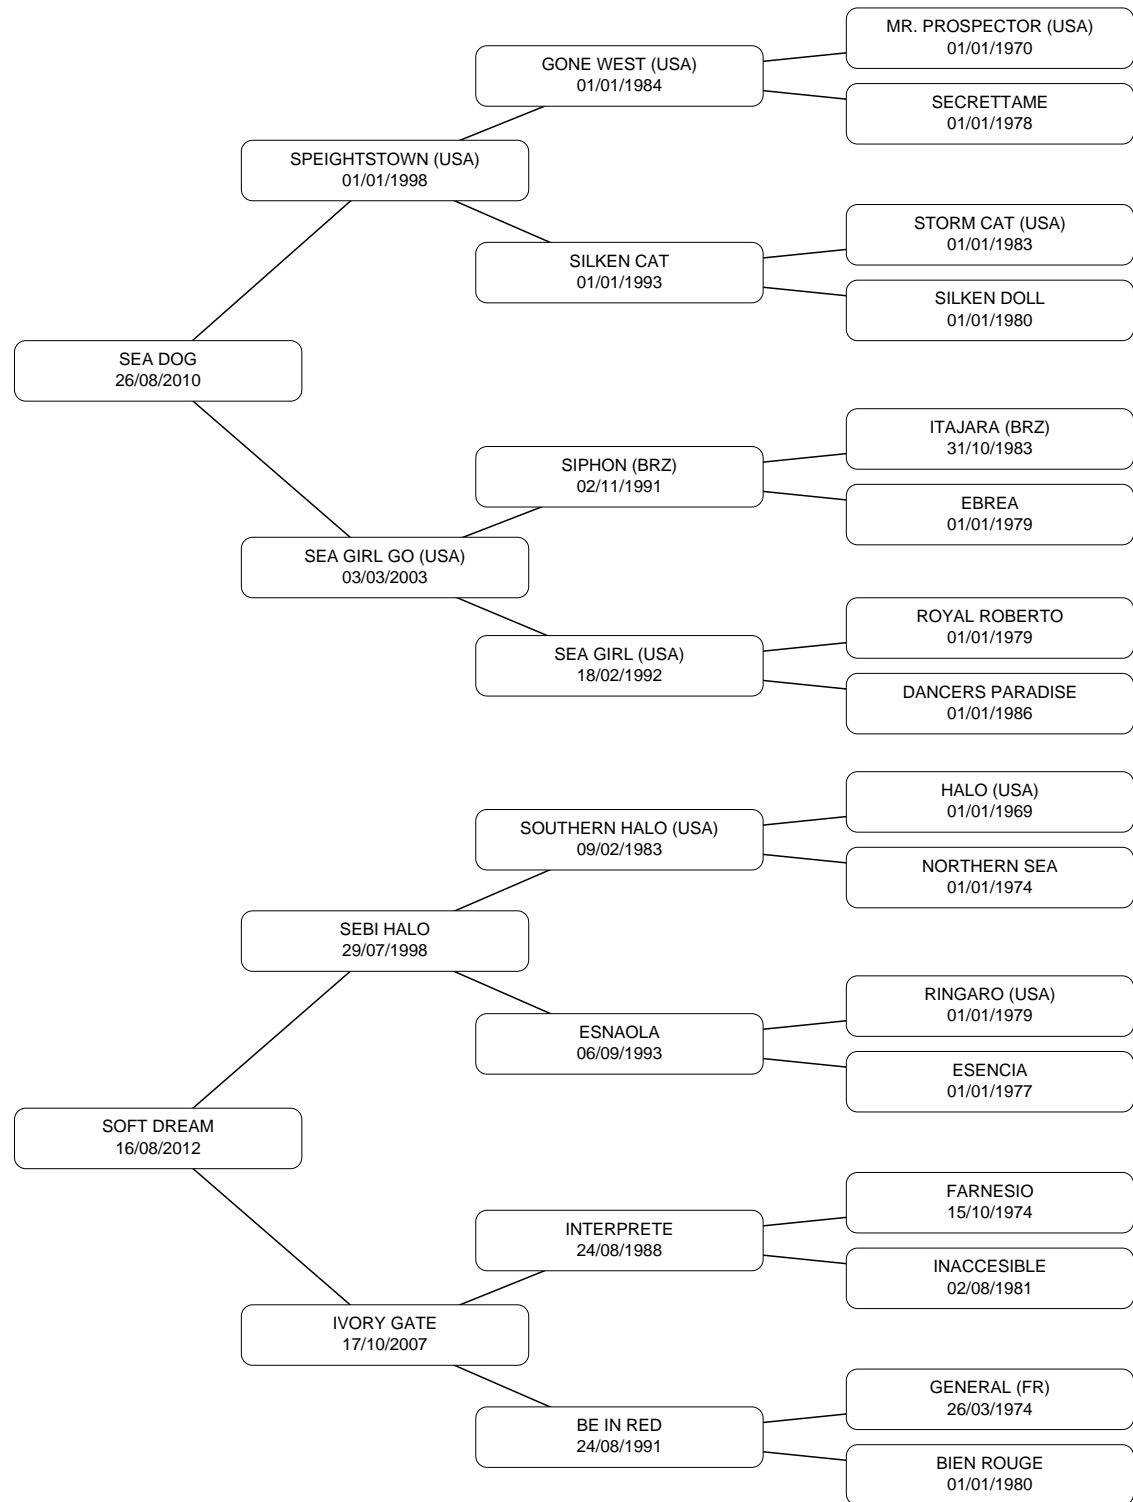 MR. PROSPECTOR (USA)
01/01/1970
GONE WEST (USA)
01/01/1984
SECRETTAME
01/01/1978
SPEIGHTSTOWN (USA)
01/01/1998
STORM CAT (USA)
01/01/1983
SILKEN CAT
01/01/1993
SILKEN DOLL
01/01/1980
SEA DOG
26/08/2010
ITAJARA (BRZ)
31/10/1983
SIPHON (BRZ)
02/11/1991
EBREA
01/01/1979
SEA GIRL GO (USA)
03/03/2003
ROYAL ROBERTO
01/01/1979
SEA GIRL (USA)
18/02/1992
DANCERS PARADISE
01/01/1986
HALO (USA)
01/01/1969
SOUTHERN HALO (USA)
09/02/1983
NORTHERN SEA
01/01/1974
SEBI HALO
29/07/1998
RINGARO (USA)
01/01/1979
ESNAOLA
06/09/1993
ESENCIA
01/01/1977
SOFT DREAM
16/08/2012
FARNESIO
15/10/1974
INTERPRETE
24/08/1988
INACCESIBLE
02/08/1981
IVORY GATE
17/10/2007
GENERAL (FR)
26/03/1974
BE IN RED
24/08/1991
BIEN ROUGE
01/01/1980